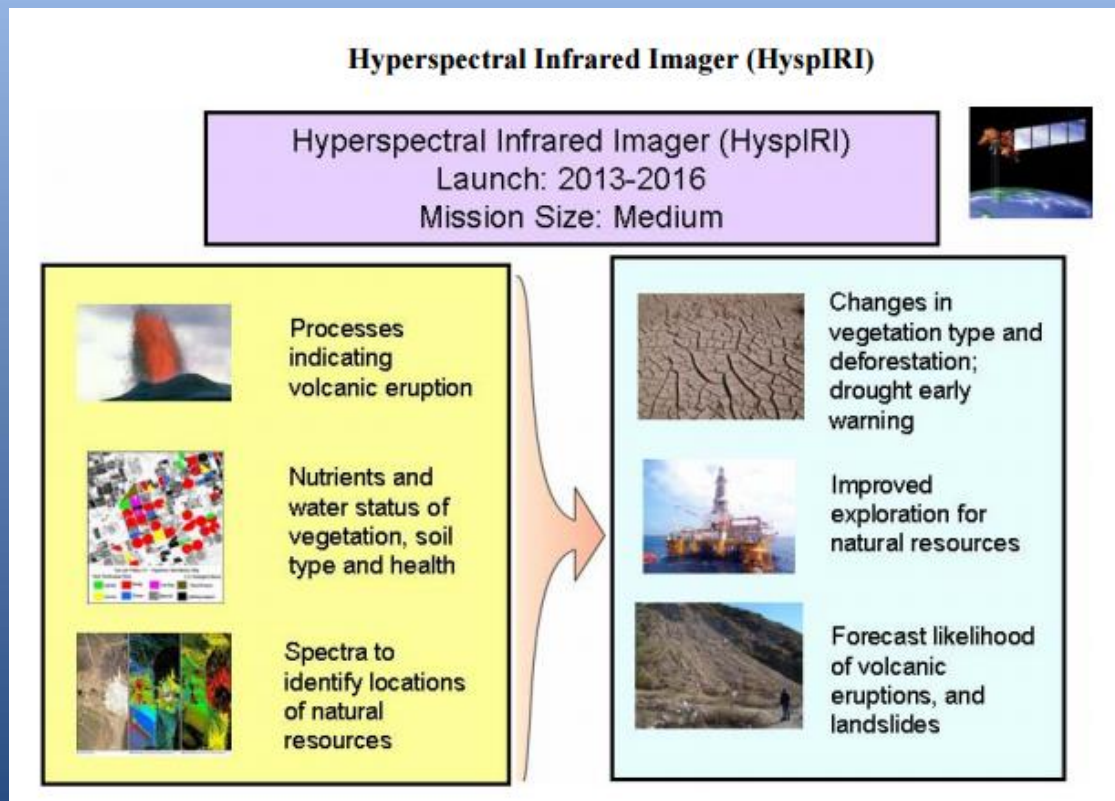 Hyperspectral Infrared Imager (HyspIRI)
Hyperspectral Infrared Imager (HyspIRI)
Launch: 2013-2016
Mission Size: Medium
Processes
indicating
volcanic eruption
Nutrients and
water status of
vegetation, soil
type and health
Spectra to
identify locations
of natural
resources
Changes in
vegetation type and
deforestation;
drought early
warning
Improved
exploration for
natural resources
Forecast likelihood
of volcanic
eruptions, and
landslides